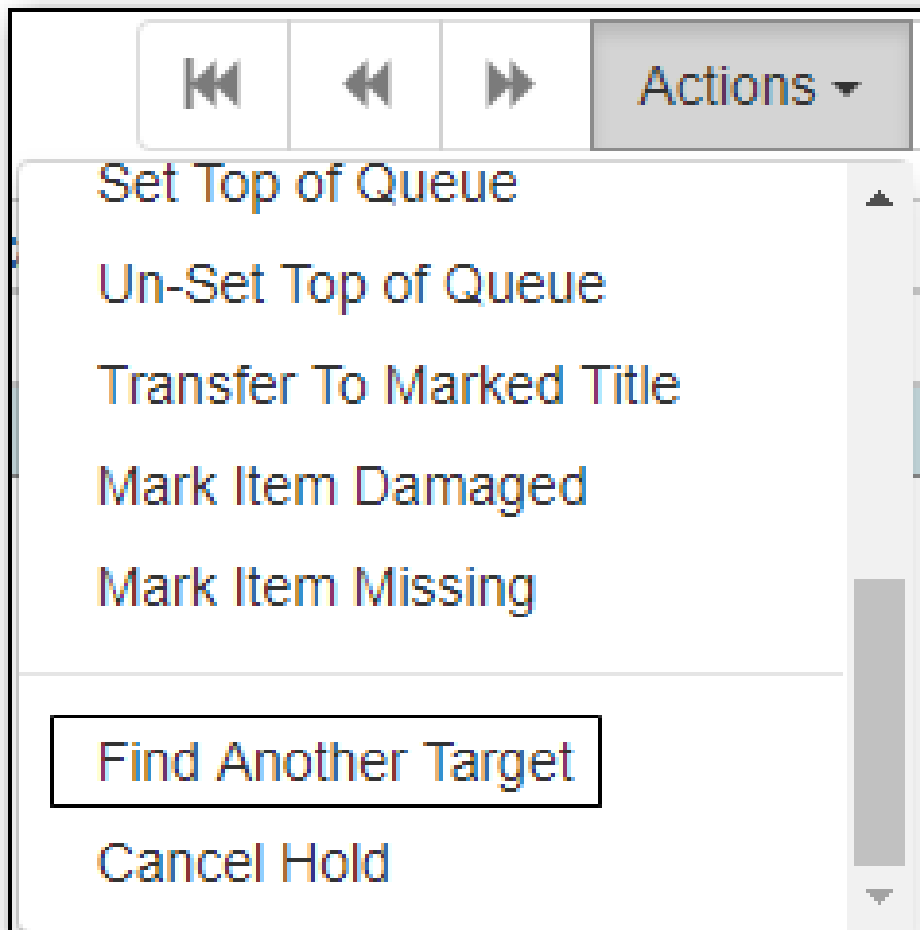 Actions
Set Top of Queue
Un-Set Top of Queue
Transfer To Marked Title
Mark Item Damaged
Mark Item Missing
Find Another Target
Cancel Hold